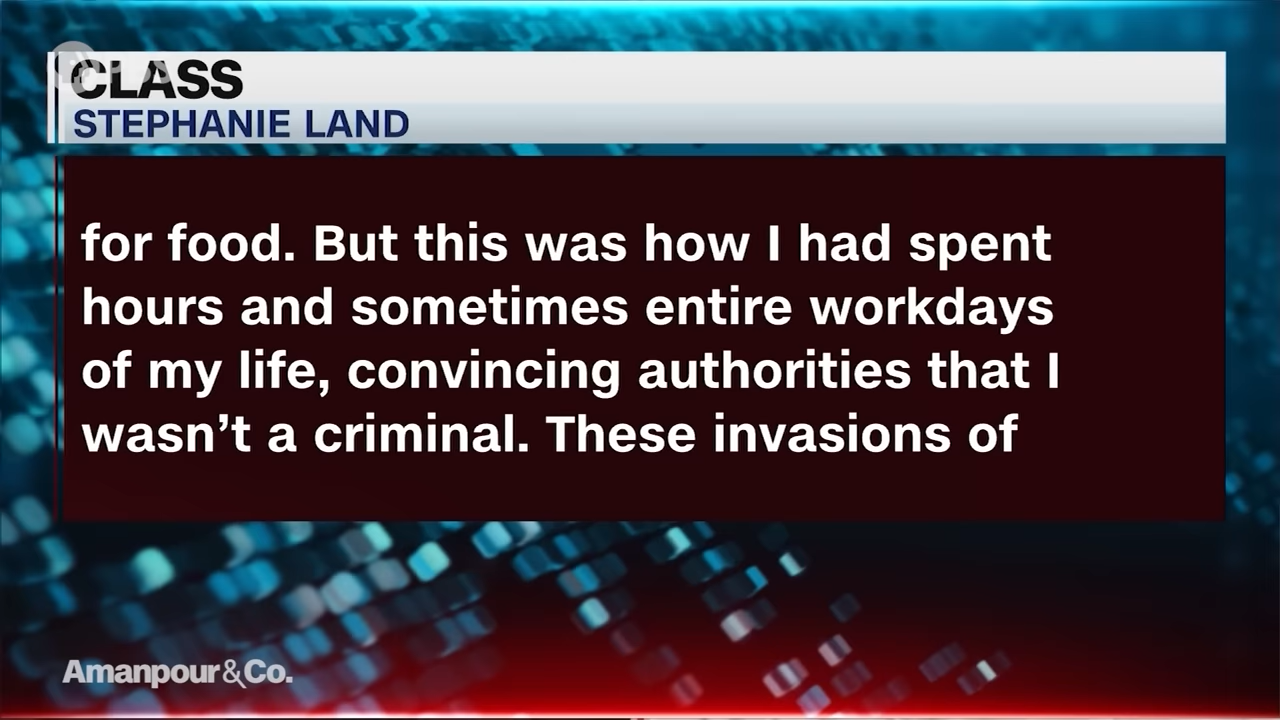 CLASS
STEPHANIE LAND
for food. But this was how I had spent
hours and sometimes entire workdays
of my life, convincing authorities that I
wasn’t a criminal. These invasions of
Amanpour&Co.